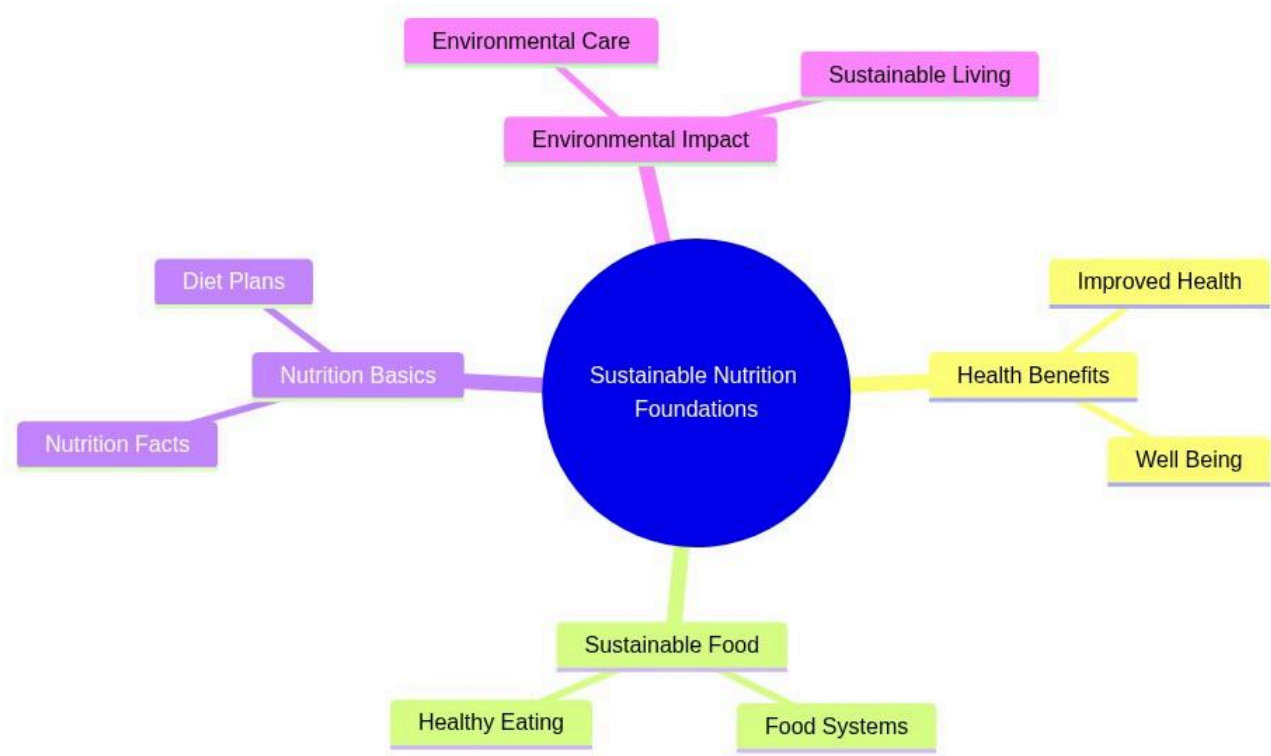 Environmental Care
Sustainable Living
Environmental Impact
Diet Plans
Improved Health
Nutrition Basics
Sustainable Nutrition
Foundations
Health Benefits
Nutrition Facts
Well Being
Sustainable Food
Healthy Eating
Food Systems